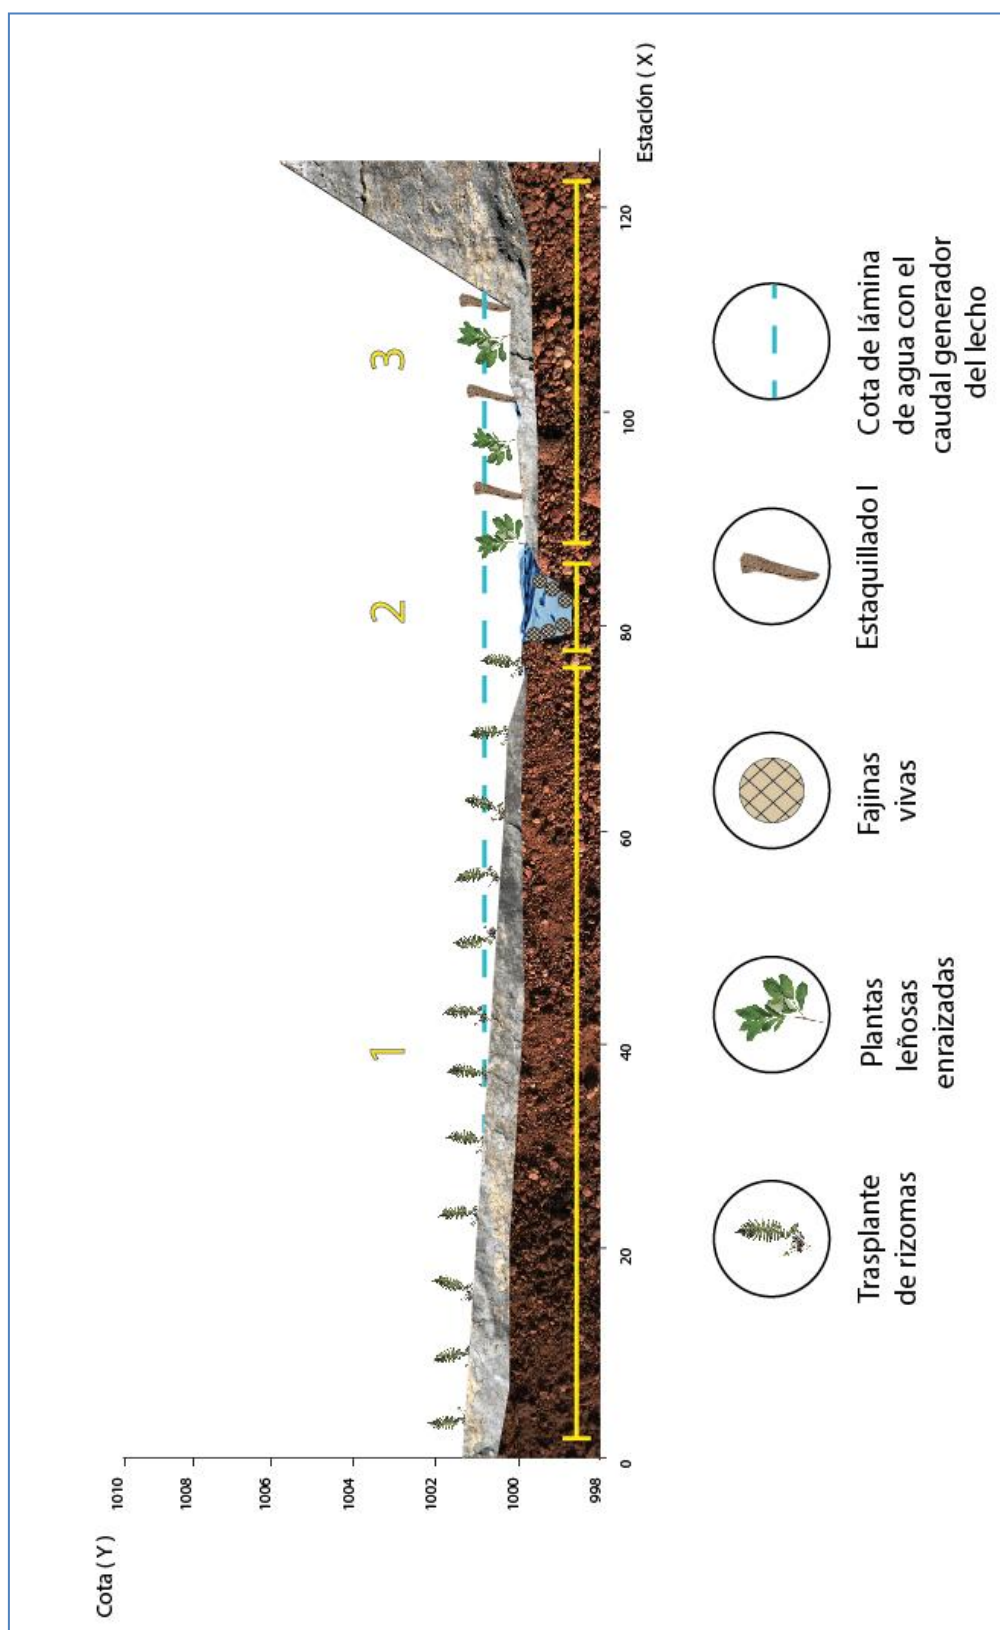 Cota ( Y )
1010
1008
1006
1004
1002
1000
998
0
20
40
60
80
100
120
Estación ( X )
1
2
3
Trasplante
de rizomas
Plantas
leñosas
enraizadas
Fajinas
vivas
Estaquillado I
Cota de lámina
de agua con el
caudal generador
del lecho